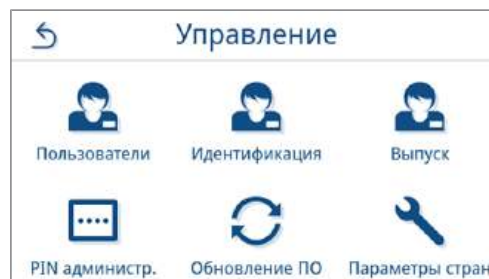 Управление
Пользователи Идентификация Выпуск
PIN администр. Обновление ПО Параметры стран